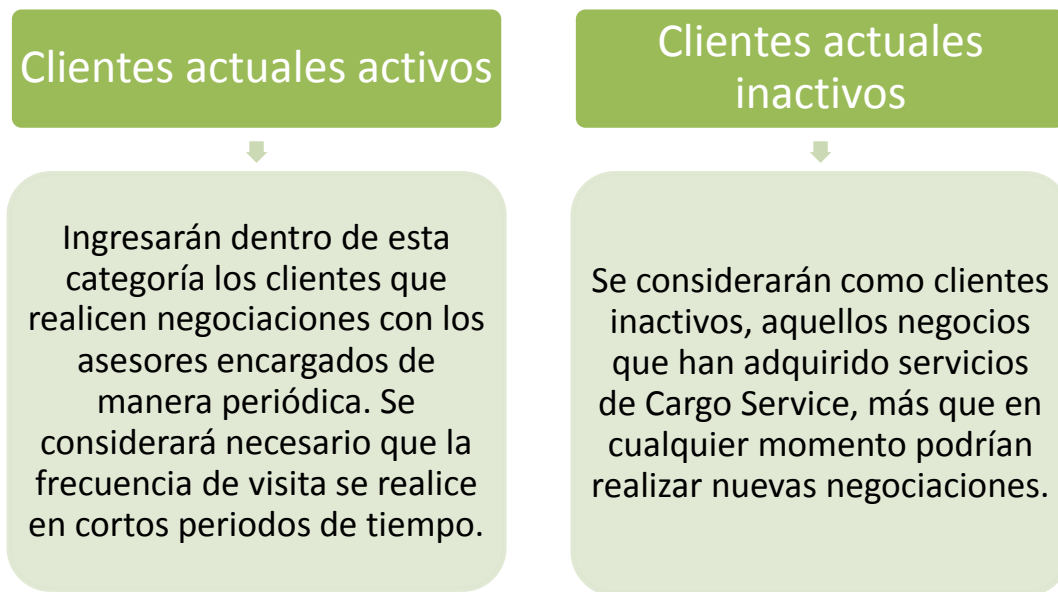 Clientes actuales activos
Ingresarán dentro de esta
categoría los clientes que
realicen negociaciones con los
asesores encargados de
manera periódica. Se
considerará necesario que la
frecuencia de visita se realice
en cortos periodos de tiempo.
Clientes actuales
inactivos
Se considerarán como clientes
inactivos, aquellos negocios
que han adquirido servicios
de Cargo Service, más que en
cualquier momento podrían
realizar nuevas negociaciones.